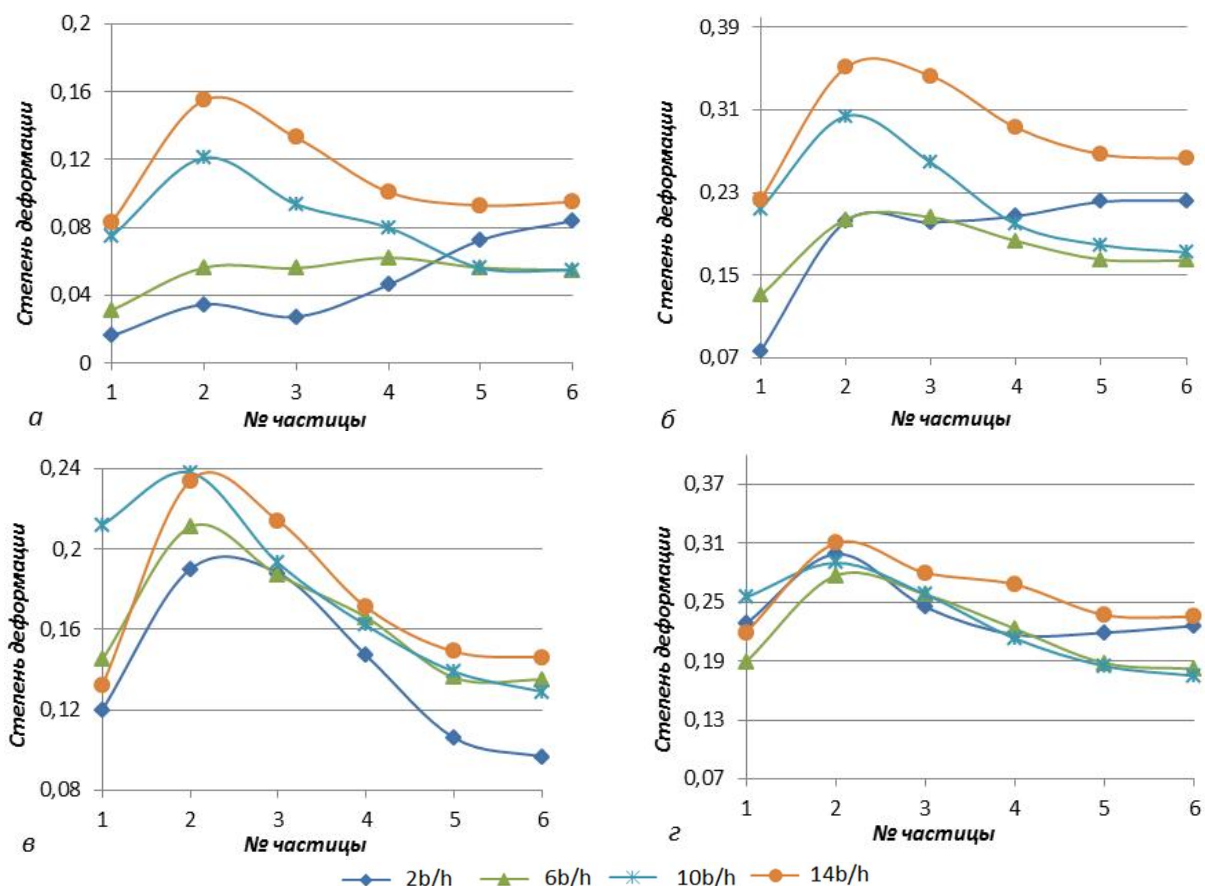 0,2
0,16
0,12
0,08
0,04
0
Степень деформации
1 2 3 4 5 6
№ частицы
а
0,39
0,31
0,23
0,15
0,07
С тепень деформации
1 2 3 4 5 6
№ частицы
б
0,24
0,2
0,16
0,12
0,08
Степень деформации
1 2 3 4 5 6
№ частицы
в
0,37
0,31
0,25
0,19
0,13
0,07
Степень деформации
1 2 3 4 5 6
№ частицы
г
2b/h 6b/h 10b/h 14b/h